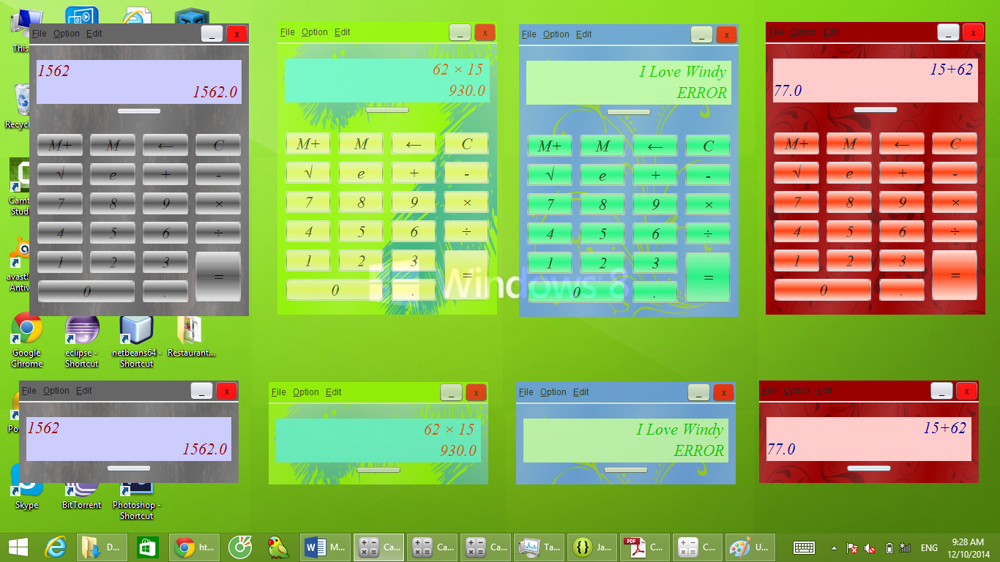 This
Recyc
Camt
Stud
avast!
Antiv
File Option Edit _ x
1562
1562.0
M+ M ← C
√ e + -
7 8 9 ×
4 5 6 ÷
1 2 3 =
0 .
File Option Edit _ x
62 × 15
930.0
M+ M ← C
√ e + -
7 8 9 ×
4 5 6 ÷
1 2 3 =
0 .
File Option Edit _ x
I Love Windy
ERROR
M+ M ← C
√ e + -
7 8 9 ×
4 5 6 ÷
1 2 3 =
0 .
File Option Edit _ x
15+62
77.0
M+ M ← C
√ e + -
7 8 9 ×
4 5 6 ÷
1 2 3 =
0 .
Windows 8
Google
Chrome
eclipse -
Shortcut
netbeans64 -
Shortcut
Restaurant...
Po
File Option Edit _ x
1562
1562.0
File Option Edit _ x
62 × 15
930.0
File Option Edit _ x
I Love Windy
ERROR
File Option Edit _ x
15+62
77.0
Skype
BitTorrent
Photoshop -
Shortcut
D... ht... M... Ca... Ca... Ca... Ta... Ja... PDF C... C... U... ENG
9:28 AM
12/10/2014